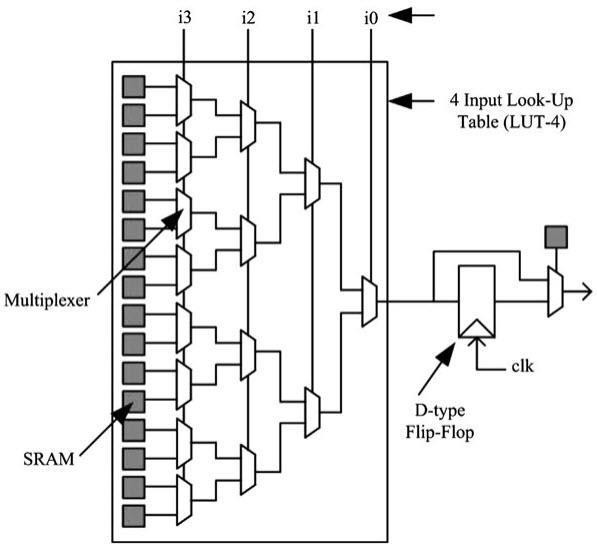 i3 i2 i1 i0
4 Input Look-Up
Table (LUT-4)
Multiplexer
clk
D-type
Flip-Flop
SRAM